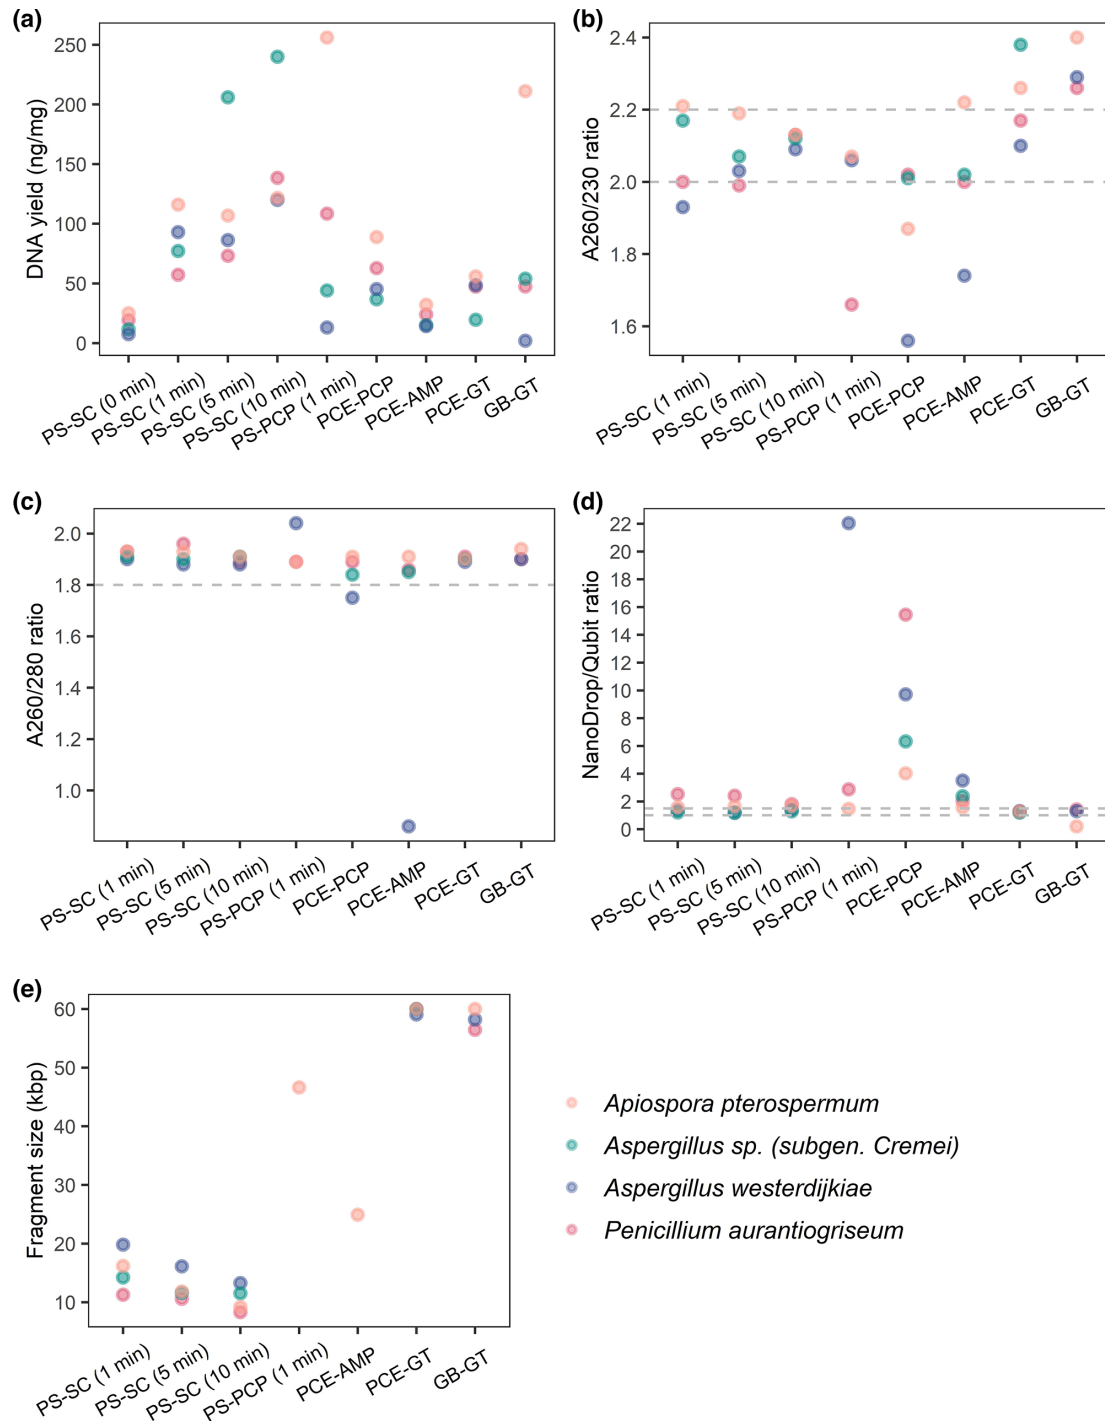 (a)
DNA yield (ng/mg)
250
200
150
100
50
0
PS-SC (0 min)
PS-SC (1 min)
PS-SC (5 min)
PS-SC (10 min)
PS-PCP (1 min)
PCE-PCP
PCE-AMP
PCE-GT
GB-GT
(b)
A260/230 ratio
2.4
2.2
2.0
1.8
1.6
PS-SC (1 min)
PS-SC (5 min)
PS-SC (10 min)
PS-PCP (1 min)
PCE-PCP
PCE-AMP
PCE-GT
GB-GT
(c)
A260/280 ratio
2.0
1.8
1.6
1.4
1.2
1.0
PS-SC (1 min)
PS-SC (5 min)
PS-SC (10 min)
PS-PCP (1 min)
PCE-PCP
PCE-AMP
PCE-GT
GB-GT
(d)
NanoDrop/Qubit ratio
22
20
18
16
14
12
10
8
6
4
2
0
PS-SC (1 min)
PS-SC (5 min)
PS-SC (10 min)
PS-PCP (1 min)
PCE-PCP
PCE-AMP
PCE-GT
GB-GT
(e)
Fragment size (kbp)
60
50
40
30
20
10
PS-SC (1 min)
PS-SC (5 min)
PS-SC (10 min)
PS-PCP (1 min)
PCE-AMP
PCE-GT
GB-GT
Apiospora pterospermum
Aspergillus sp. (subgen. Cremei)
Aspergillus westerdijkiae
Penicillium aurantiogriseum